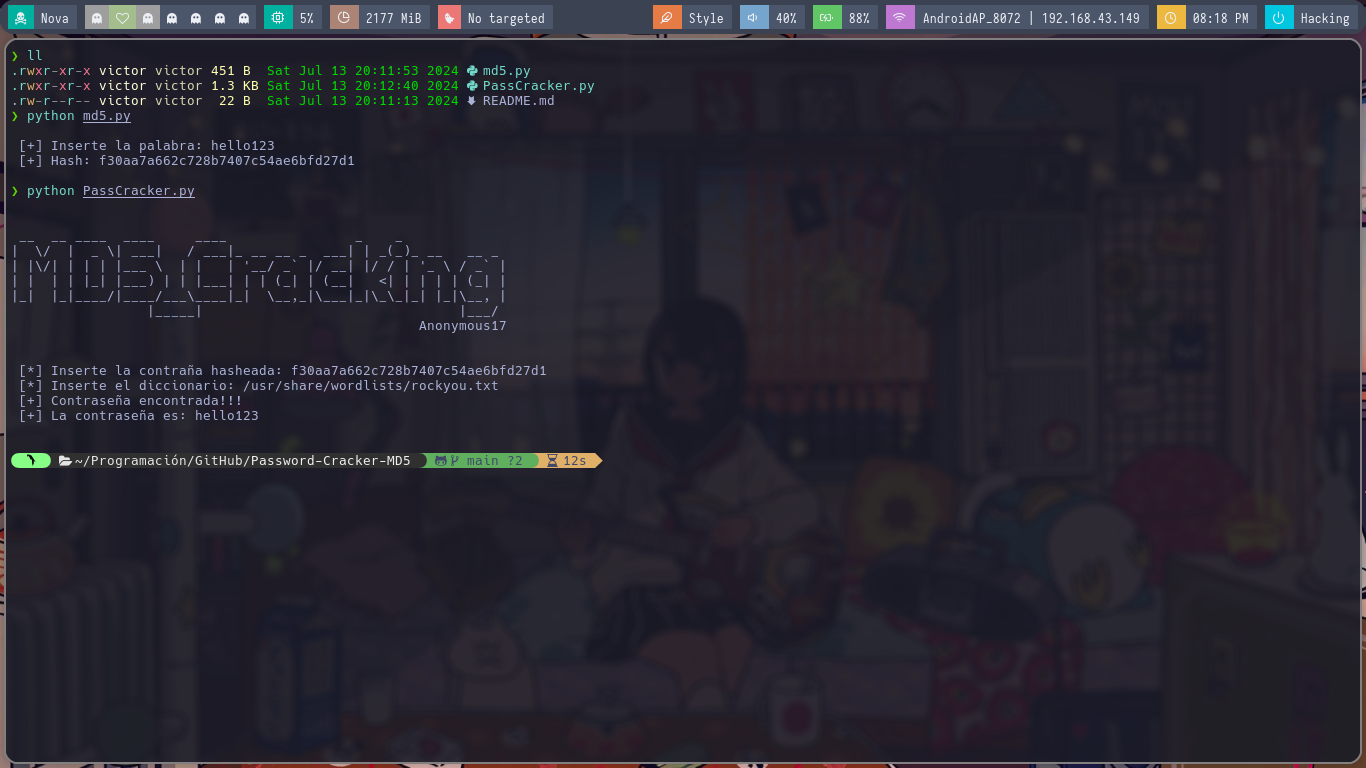 Nova 5% 2177 MiB No targeted Style 40% 88% AndroidAP_8072 | 192.168.43.149 08:18 PM Hacking
❯ ll
.rwxr-xr-x victor victor 451 B  Sat Jul 13 20:11:53 2024 md5.py
.rwxr-xr-x victor victor 1.3 KB Sat Jul 13 20:12:40 2024 PassCracker.py
.rw-r--r-- victor victor  22 B  Sat Jul 13 20:11:13 2024 README.md
❯ python md5.py
[+] Inserte la palabra: hello123
[+] Hash: f30aa7a662c728b7407c54ae6bfd27d1
❯ python PassCracker.py
MD5_Cracking
Anonymous17
[*] Inserte la contraña hasheada: f30aa7a662c728b7407c54ae6bfd27d1
[*] Inserte el diccionario: /usr/share/wordlists/rockyou.txt
[+] Contraseña encontrada!!!
[+] La contraseña es: hello123
~/Programación/GitHub/Password-Cracker-MD5 main ?2 12s